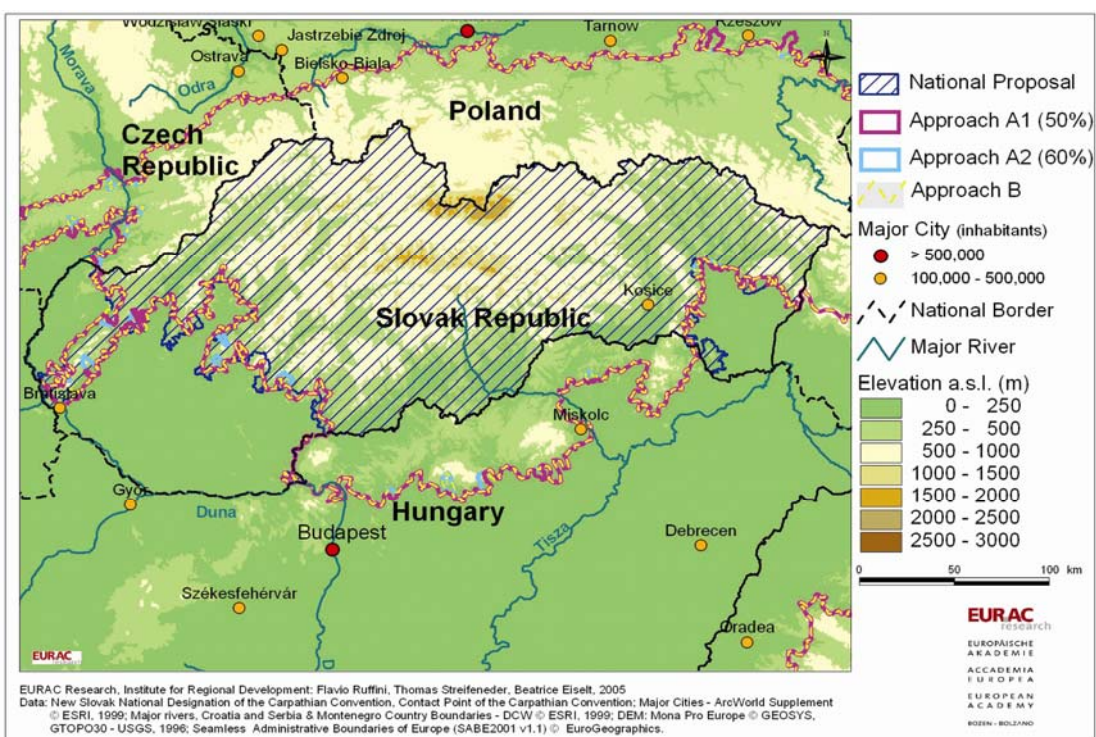 Wodzislaw Slaski
Jastrzebie Zdroj
Tarnow
Rzeszow
Ostrava
Bielsko-Biala
Morava
Odra
Poland
Czech
Republic
Kosice
Slovak Republic
Bratislava
Miskolc
Györ
Duna
Hungary
Budapest
Tisza
Debrecen
Székesfehérvár
Oradea
EURAC
N
National Proposal
Approach A1 (50%)
Approach A2 (60%)
Approach B
Major City (inhabitants)
> 500,000
100,000 - 500,000
National Border
Major River
Elevation a.s.l. (m)
0 - 250
250 - 500
500 - 1000
1000 - 1500
1500 - 2000
2000 - 2500
2500 - 3000
0 50 100 km
EURAC
research
EUROPÄISCHE
AKADEMIE
ACCADEMIA
EUROPEA
EUROPEAN
ACADEMY
BOZEN - BOLZANO
EURAC Research, Institute for Regional Development: Flavio Ruffini, Thomas Streifeneder, Beatrice Eiselt, 2005
Data: New Slovak National Designation of the Carpathian Convention, Contact Point of the Carpathian Convention; Major Cities - ArcWorld Supplement
© ESRI, 1999; Major rivers, Croatia and Serbia & Montenegro Country Boundaries - DCW © ESRI, 1999; DEM: Mona Pro Europe © GEOSYS,
GTOPO30 - USGS, 1996; Seamless Administrative Boundaries of Europe (SABE2001 v1.1) © EuroGeographics.